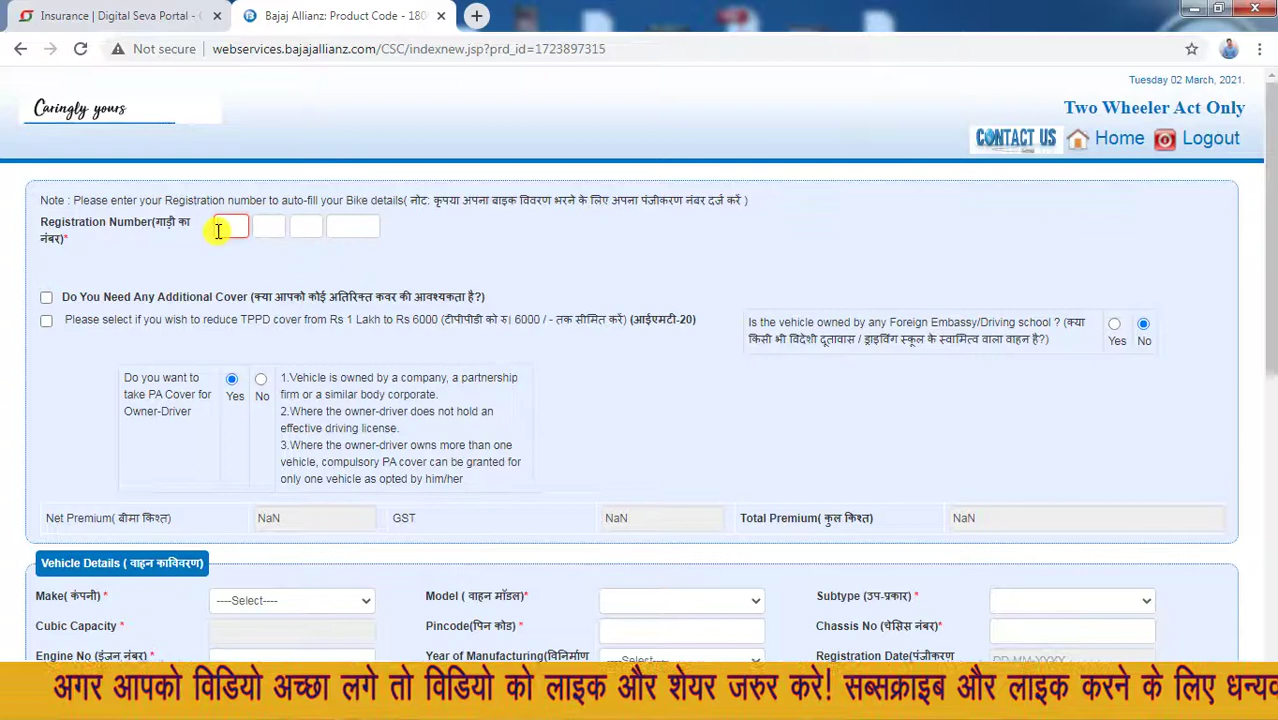 Insurance | Digital Seva Portal - C
Bajaj Allianz: Product Code - 180
Not secure
webservices.bajajallianz.com/CSC/indexnew.jsp?prd_id=1723897315
Tuesday 02 March, 2021.
Caringly yours
Two Wheeler Act Only
CONTACT US Home Logout
Note : Please enter your Registration number to auto-fill your Bike details( नोट: कृपया अपना बाइक विवरण भरने के लिए अपना पंजीकरण नंबर दर्ज करें )
Registration Number(गाड़ी का
नंबर)*
Do You Need Any Additional Cover (क्या आपको कोई अतिरिक्त कवर की आवश्यकता है?)
Please select if you wish to reduce TPPD cover from Rs 1 Lakh to Rs 6000 (टीपीपीडी को रु। 6000 / - तक सीमित करें) (आईएमटी-20)
Is the vehicle owned by any Foreign Embassy/Driving school ? (क्या
किसी भी विदेशी दूतावास / ड्राइविंग स्कूल के स्वामित्व वाला वाहन है?)
Yes No
Do you want to
take PA Cover for
Owner-Driver
Yes No
1.Vehicle is owned by a company, a partnership
firm or a similar body corporate.
2.Where the owner-driver does not hold an
effective driving license.
3.Where the owner-driver owns more than one
vehicle, compulsory PA cover can be granted for
only one vehicle as opted by him/her
Net Premium( बीमा किश्त) NaN GST NaN Total Premium( कुल किश्त) NaN
Vehicle Details ( वाहन काविवरण)
Make( कंपनी) * ----Select---- Model ( वाहन मॉडल)* Subtype (उप-प्रकार) *
Cubic Capacity * Pincode(पिन कोड) * Chassis No (चेसिस नंबर)*
Engine No (इंजन नंबर) * Year of Manufacturing(विनिर्माण ----Select---- Registration Date(पंजीकरण DD-MM-YYYY
अगर आपको विडियो अच्छा लगे तो विडियो को लाइक और शेयर जरुर करे! सब्सक्राइब और लाइक करने के लिए धन्यव